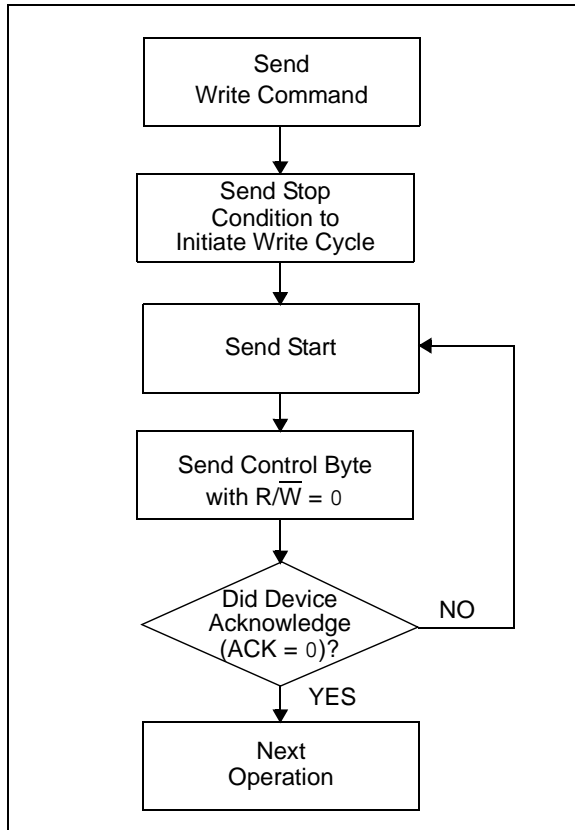 Send
Write Command
Send Stop
Condition to
Initiate Write Cycle
Send Start
Send Control Byte
with R/W̅ = 0
Did Device
Acknowledge
(ACK = 0)?
NO
YES
Next
Operation